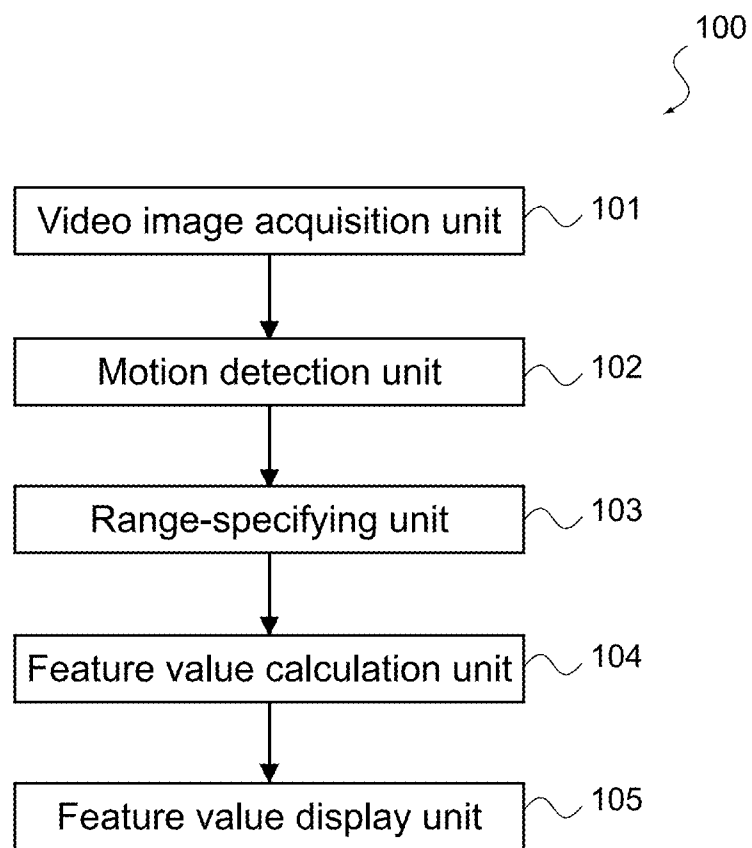 100
Video image acquisition unit 101
Motion detection unit 102
Range-specifying unit 103
Feature value calculation unit 104
Feature value display unit 105